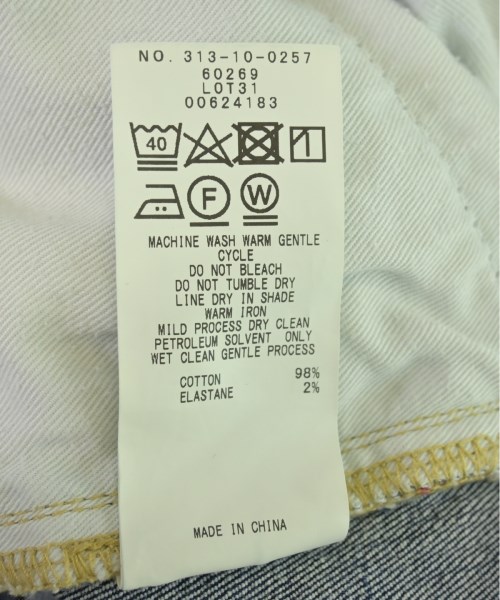 NO. 313-10-0257
60269
LOT31
00624183
40
F W
MACHINE WASH WARM GENTLE
CYCLE
DO NOT BLEACH
DO NOT TUMBLE DRY
LINE DRY IN SHADE
WARM IRON
MILD PROCESS DRY CLEAN
PETROLEUM SOLVENT ONLY
WET CLEAN GENTLE PROCESS
COTTON 98%
ELASTANE 2%
MADE IN CHINA